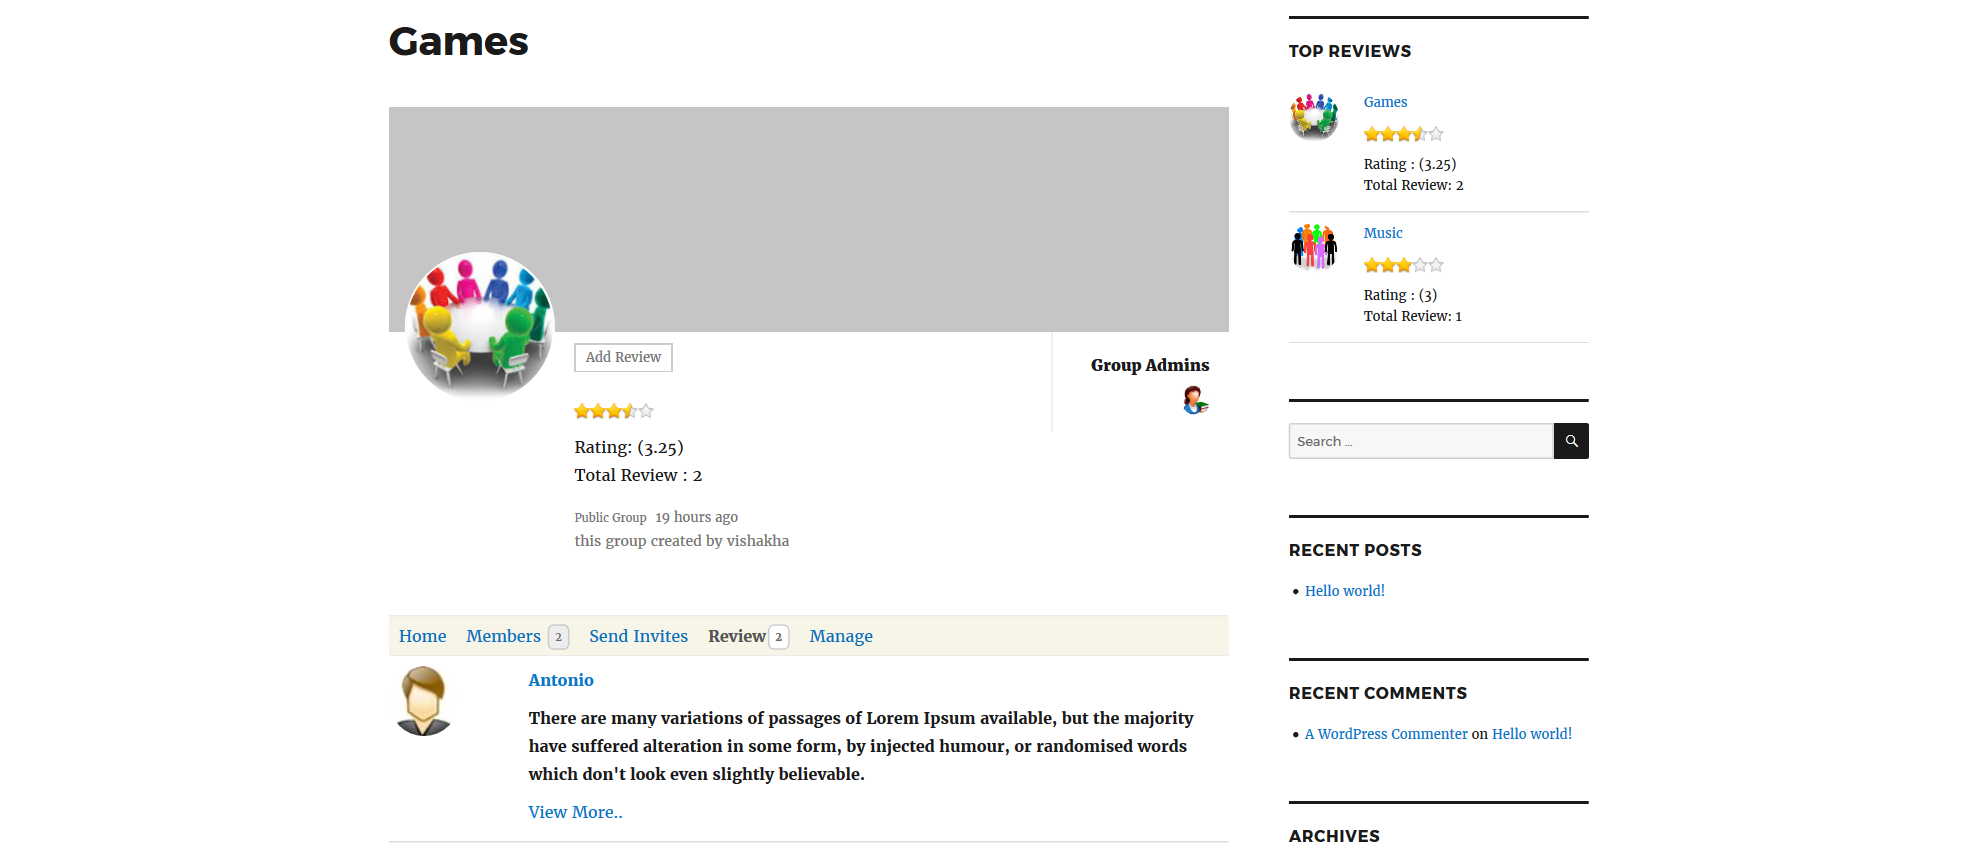 Games
Add Review
Group Admins
Rating: (3.25)
Total Review : 2
Public Group 19 hours ago
this group created by vishakha
Home Members 2 Send Invites Review 2 Manage
Antonio
There are many variations of passages of Lorem Ipsum available, but the majority
have suffered alteration in some form, by injected humour, or randomised words
which don't look even slightly believable.
View More..
TOP REVIEWS
Games
Rating : (3.25)
Total Review: 2
Music
Rating : (3)
Total Review: 1
Search ...
RECENT POSTS
Hello world!
RECENT COMMENTS
A WordPress Commenter on Hello world!
ARCHIVES